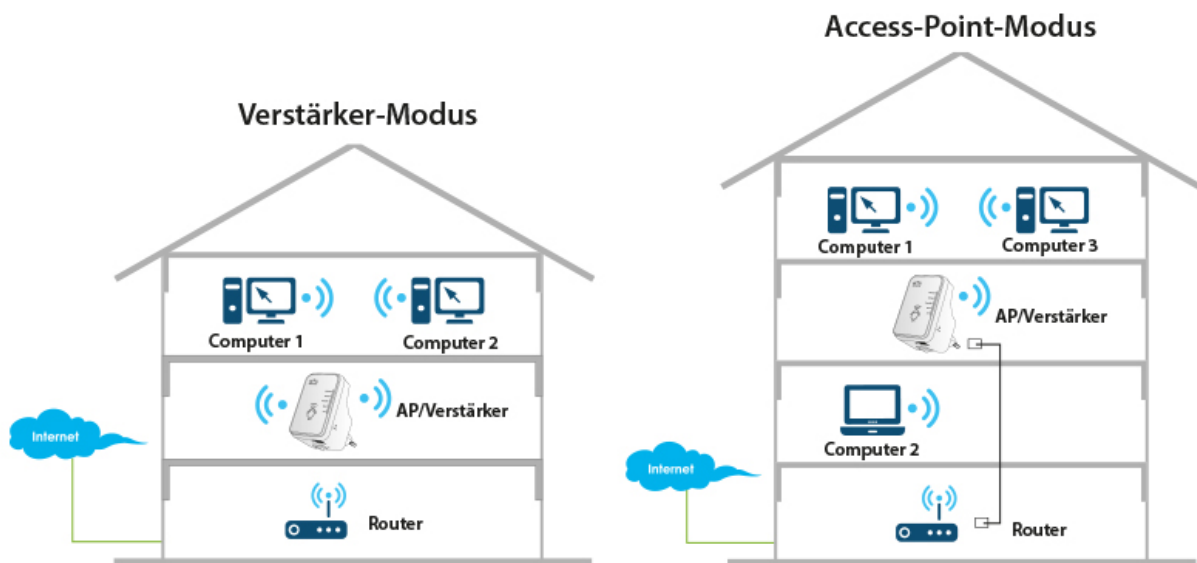 Verstärker-Modus
Computer 1
Computer 2
AP/Verstärker
Internet
Router
Access-Point-Modus
Computer 1
Computer 3
AP/Verstärker
Computer 2
Internet
Router